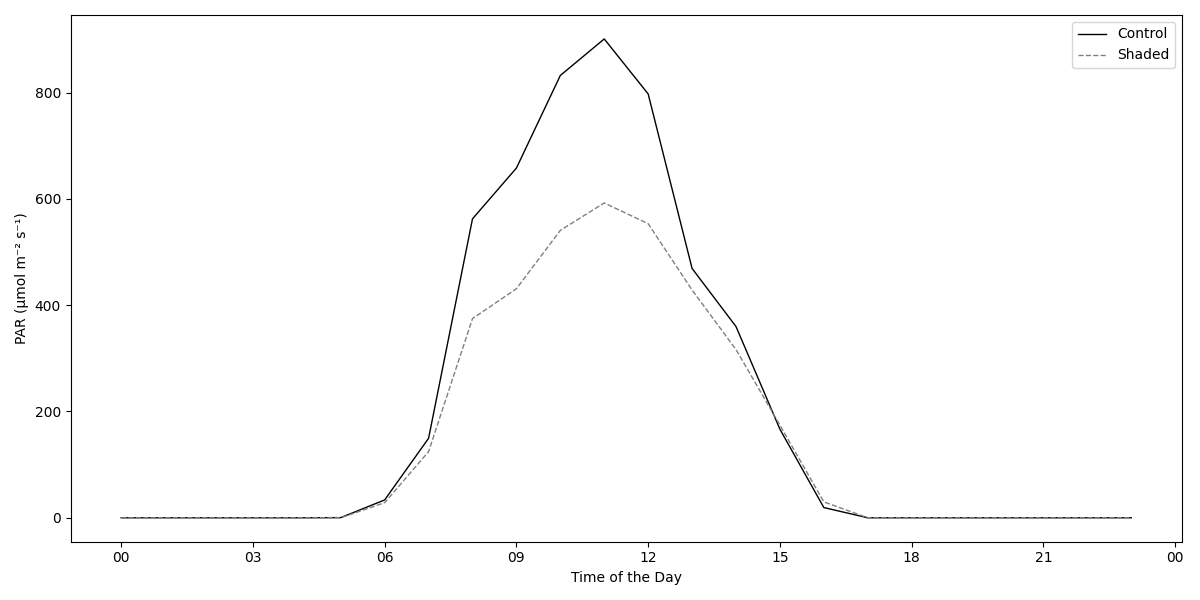 Control
Shaded
800
600
400
200
0
PAR (µmol m⁻² s⁻¹)
00 03 06 09 12 15 18 21 00
Time of the Day